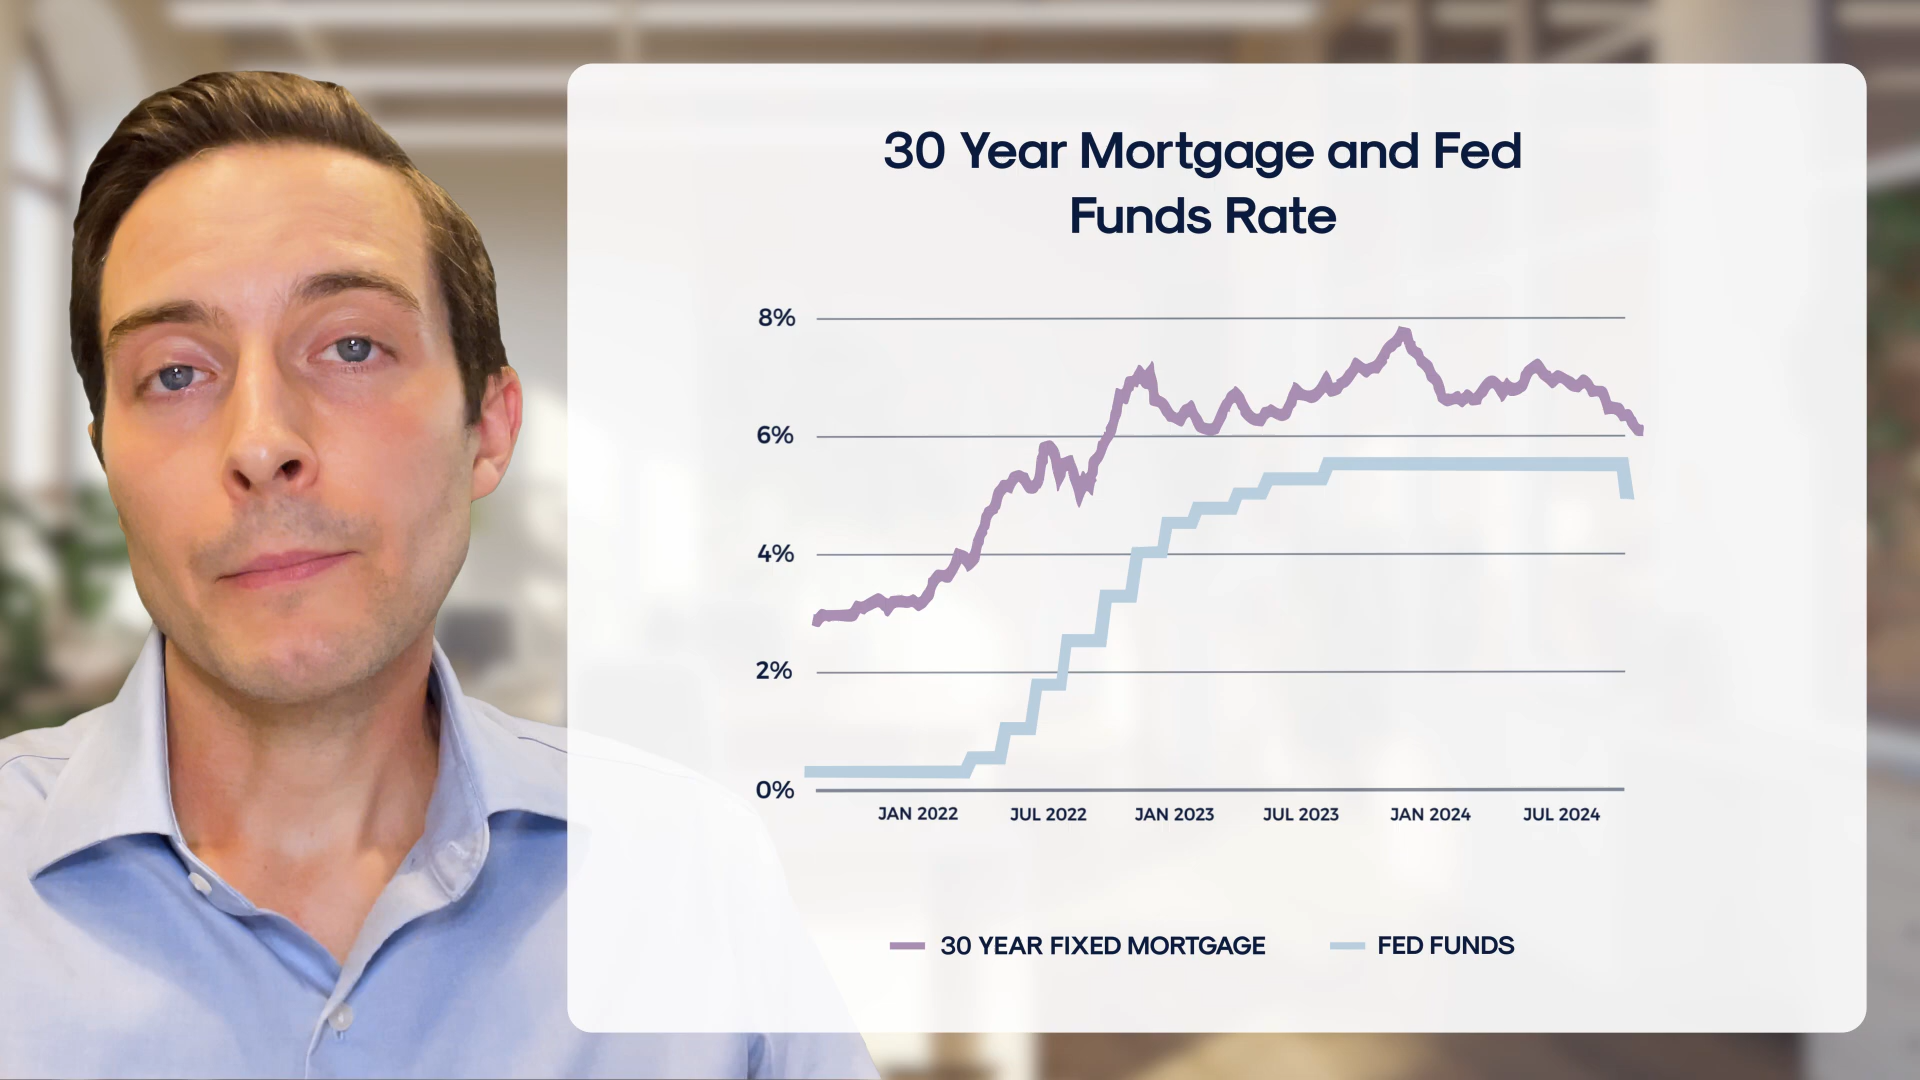 30 Year Mortgage and Fed
Funds Rate
8%
6%
4%
2%
0%
JAN 2022
JUL 2022
JAN 2023
JUL 2023
JAN 2024
JUL 2024
30 YEAR FIXED MORTGAGE
FED FUNDS